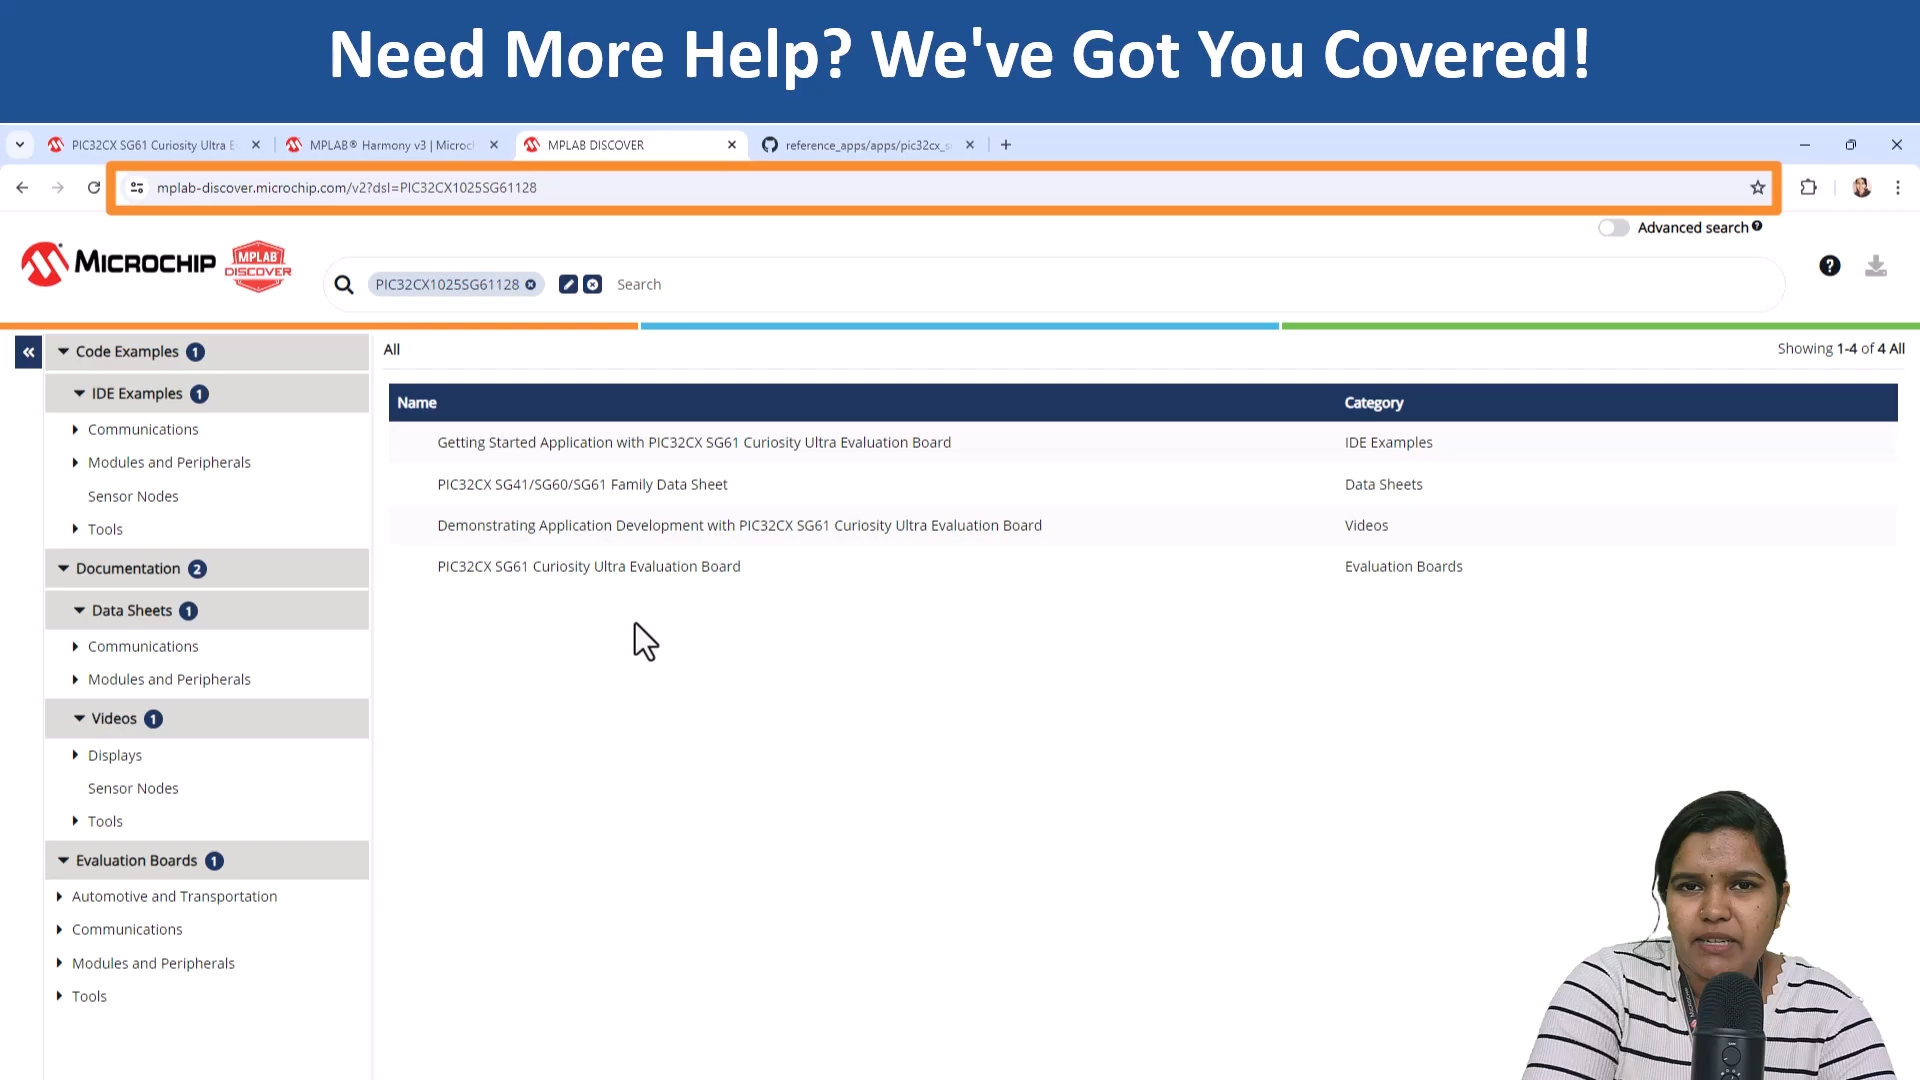 Need More Help? We've Got You Covered!
PIC32CX SG61 Curiosity Ultra E
MPLAB® Harmony v3 | Microc
MPLAB DISCOVER
reference_apps/apps/pic32cx_s
mplab-discover.microchip.com/v2?dsl=PIC32CX1025SG61128
Advanced search
MICROCHIP
MPLAB
DISCOVER
PIC32CX1025SG61128
Search
Code Examples 1
All
Showing 1-4 of 4 All
IDE Examples 1
Name
Category
Communications
Getting Started Application with PIC32CX SG61 Curiosity Ultra Evaluation Board
IDE Examples
Modules and Peripherals
PIC32CX SG41/SG60/SG61 Family Data Sheet
Data Sheets
Sensor Nodes
Demonstrating Application Development with PIC32CX SG61 Curiosity Ultra Evaluation Board
Videos
Tools
PIC32CX SG61 Curiosity Ultra Evaluation Board
Evaluation Boards
Documentation 2
Data Sheets 1
Communications
Modules and Peripherals
Videos 1
Displays
Sensor Nodes
Tools
Evaluation Boards 1
Automotive and Transportation
Communications
Modules and Peripherals
Tools